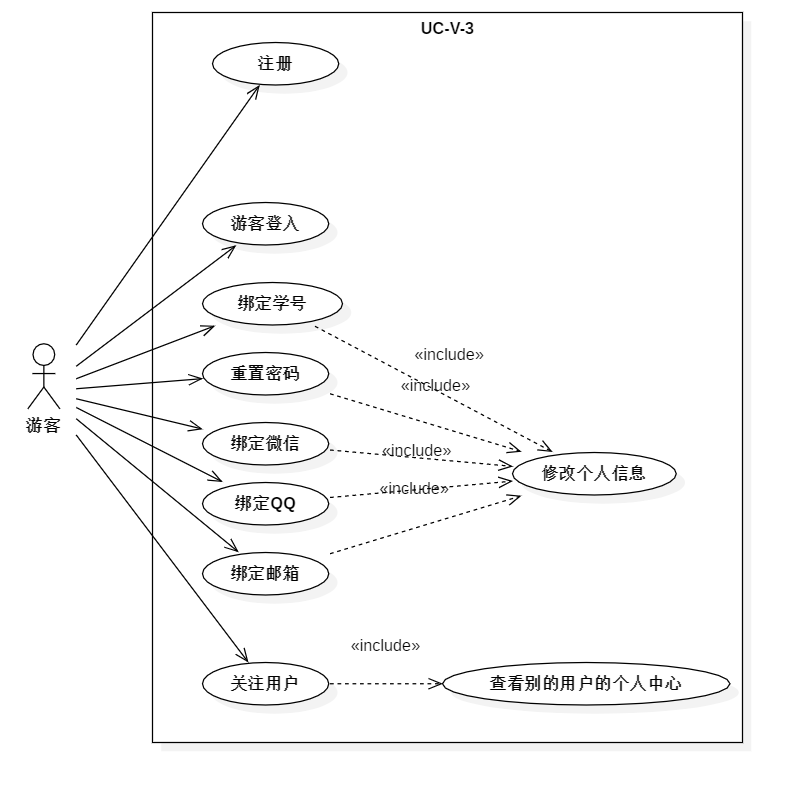 UC-V-3
注册
游客登入
绑定学号
«include»
重置密码
«include»
游客
绑定微信
«include»
修改个人信息
绑定QQ
«include»
绑定邮箱
«include»
关注用户
查看别的用户的个人中心